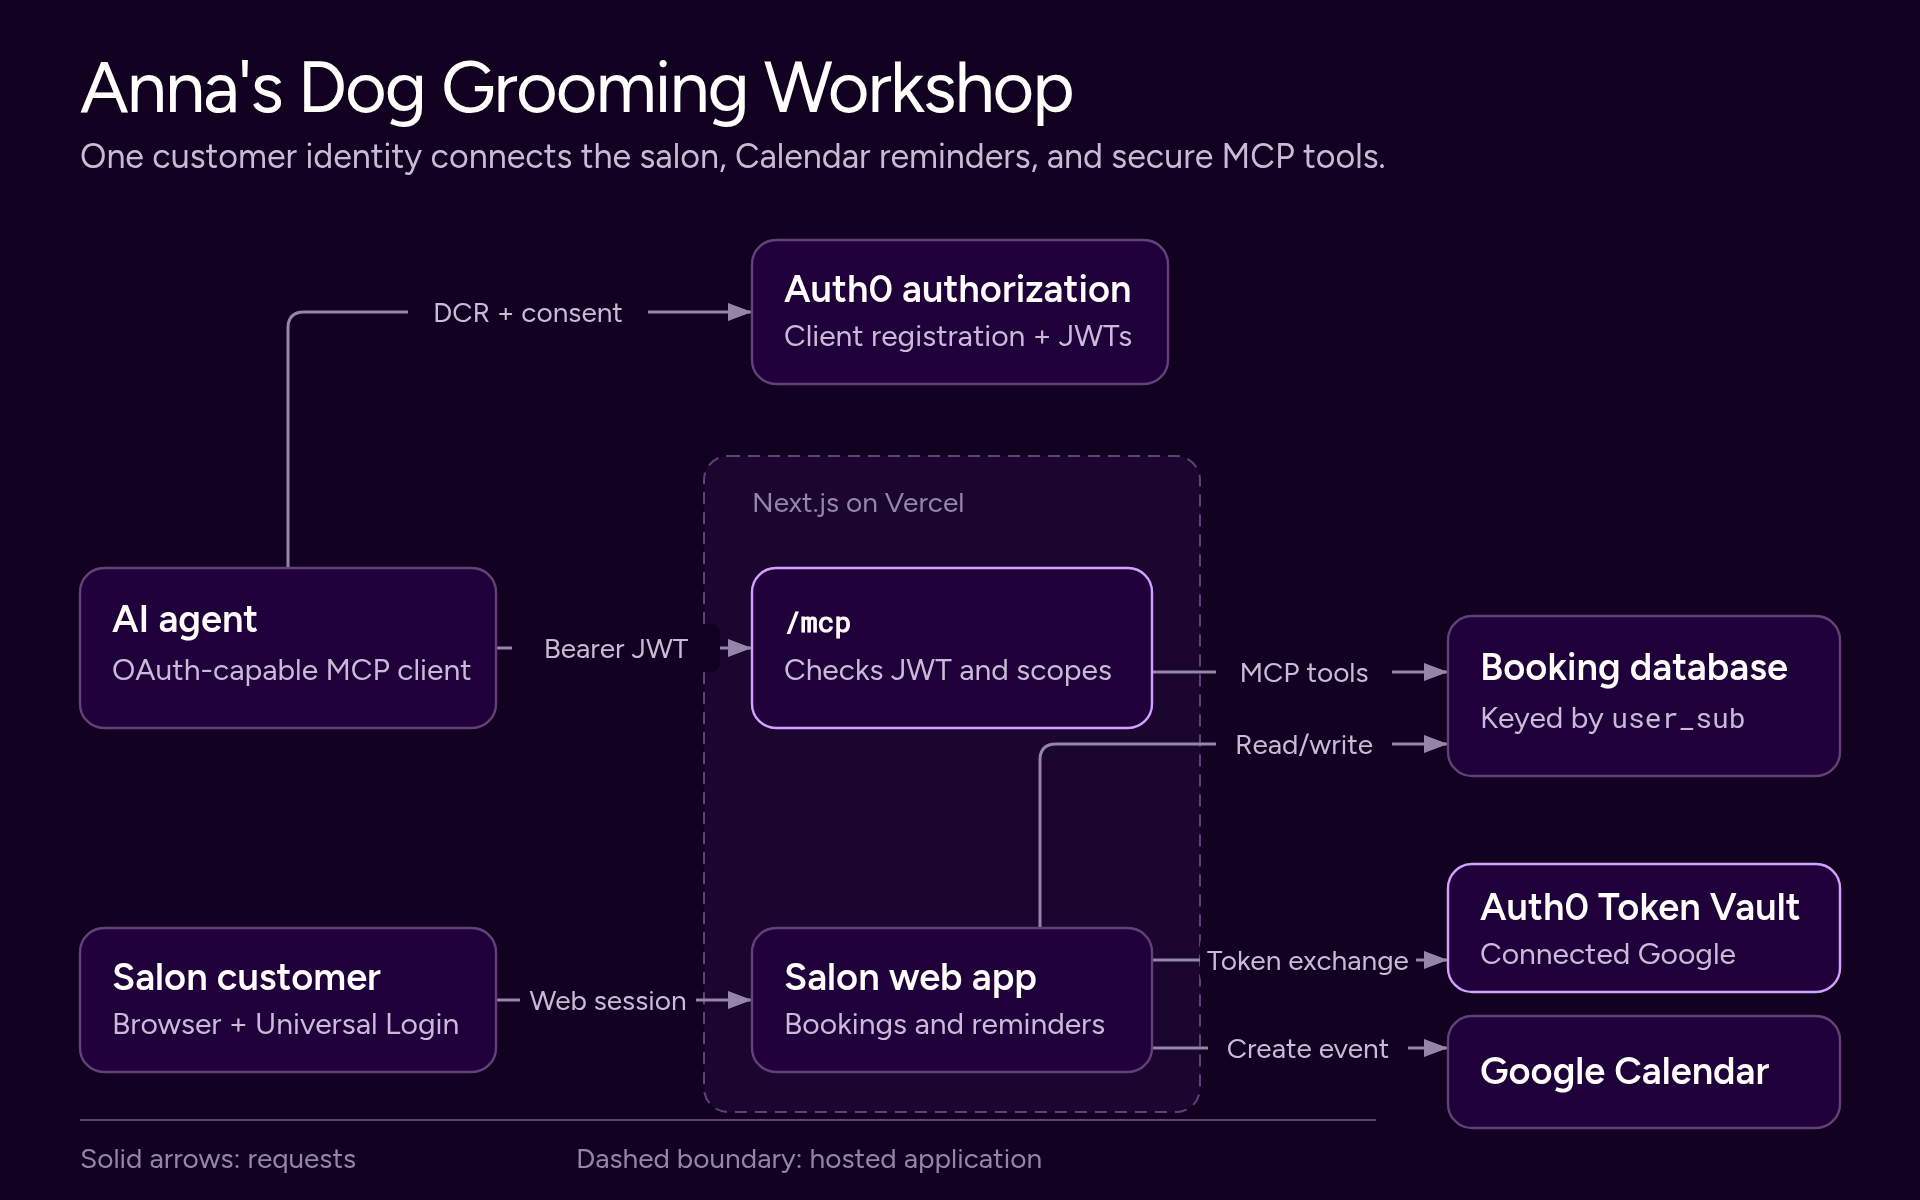 Anna's Dog Grooming Workshop
One customer identity connects the salon, Calendar reminders, and secure MCP tools.
Auth0 authorization
Client registration + JWTs
DCR + consent
Next.js on Vercel
AI agent
OAuth-capable MCP client
Bearer JWT
/mcp
Checks JWT and scopes
MCP tools
Booking database
Keyed by user_sub
Read/write
Salon customer
Browser + Universal Login
Web session
Salon web app
Bookings and reminders
Token exchange
Auth0 Token Vault
Connected Google
Create event
Google Calendar
Solid arrows: requests
Dashed boundary: hosted application